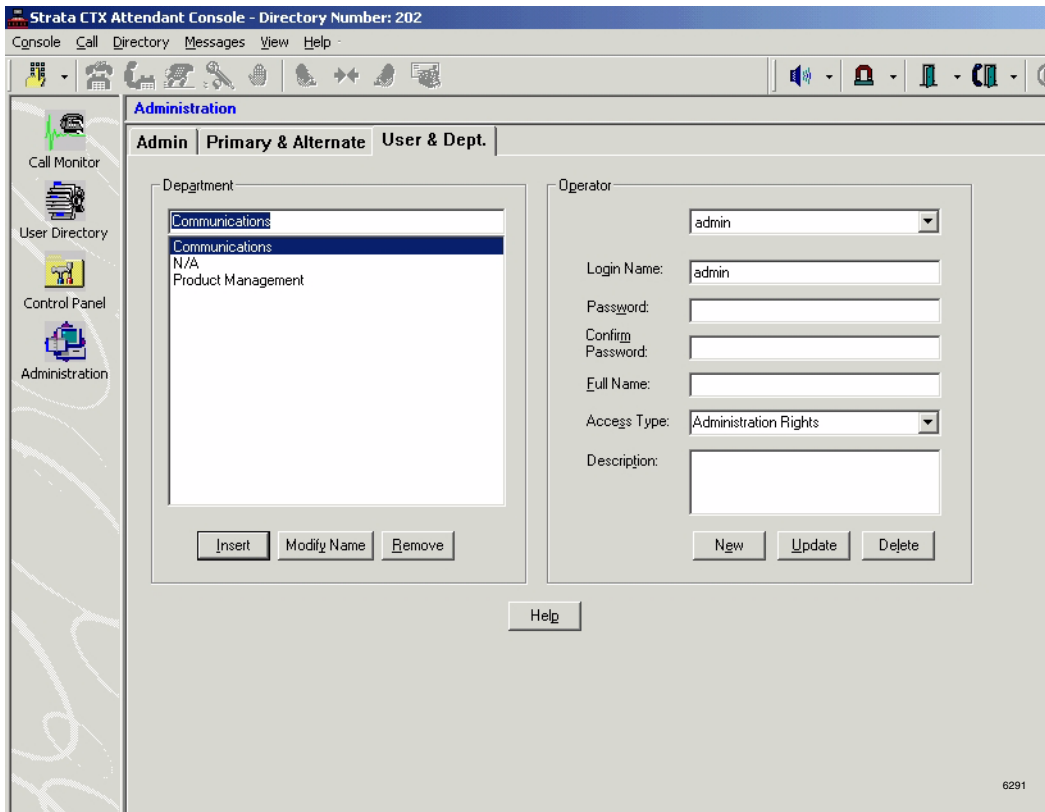 Strata CTX Attendant Console - Directory Number: 202
Console Call Directory Messages View Help
Administration
Admin Primary & Alternate User & Dept.
Call Monitor
User Directory
Control Panel
Administration
Department
Communications
Communications
N/A
Product Management
Insert Modify Name Remove
Operator
admin
Login Name: admin
Password:
Confirm
Password:
Full Name:
Access Type: Administration Rights
Description:
New Update Delete
Help
6291